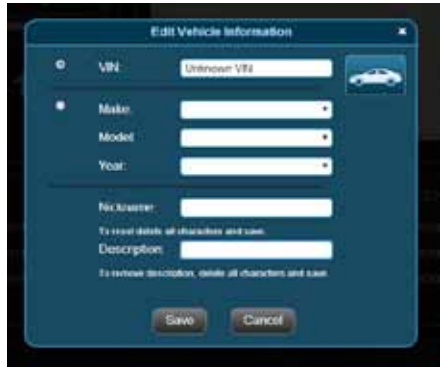 Edit Vehicle Information
VIN: Unknown VIN
Make:
Model:
Year:
Nickname:
To reset delete all characters and save.
Description:
To remove description, delete all characters and save.
Save Cancel